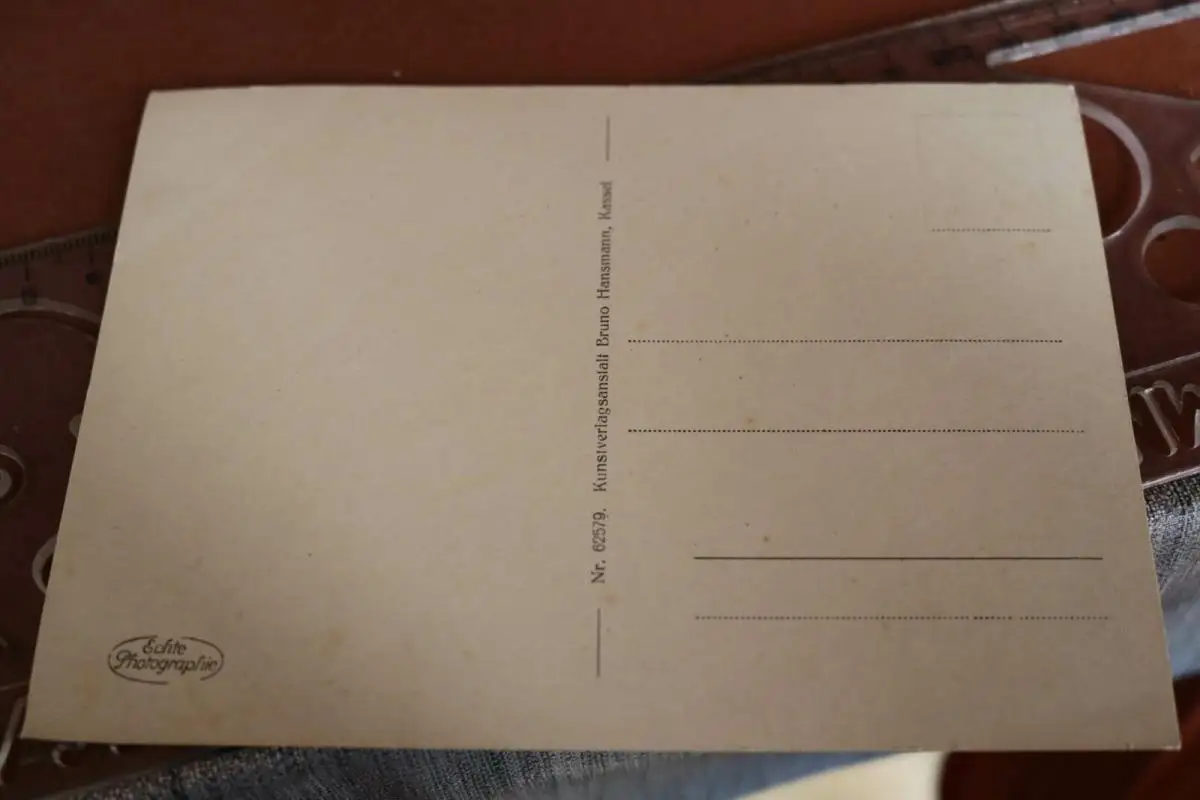 Nr. 62579. Kunstverlagsanstalt Bruno Hansmann, Kassel
Echte
Photographie